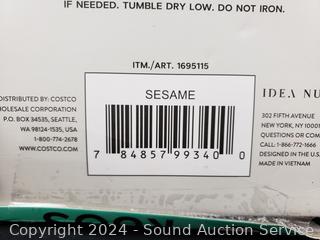 IF NEEDED. TUMBLE DRY LOW. DO NOT IRON.
ITM./ART. 1695115
SESAME
7 84857 99340 0
DISTRIBUTED BY: COSTCO
WHOLESALE CORPORATION
P.O. BOX 34535, SEATTLE,
WA 98124-1535, USA
1-800-774-2678
WWW.COSTCO.COM
IDEA NU
302 FIFTH AVENUE
NEW YORK, NY 10001
QUESTIONS OR COM
CALL: 1-866-772-1666
DESIGNED IN THE U.S.
MADE IN VIETNAM
Copyright @ 2024 - Sound Auction Service